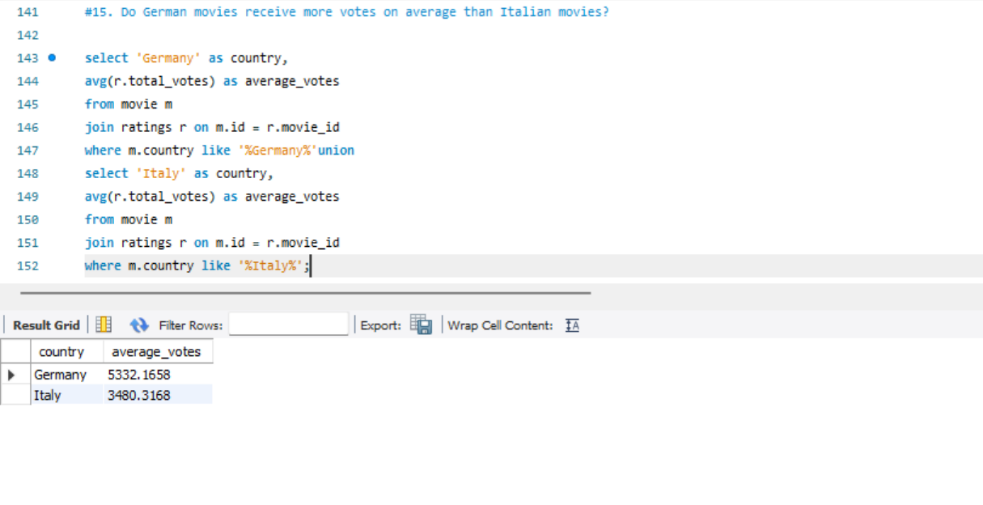 141 #15. Do German movies receive more votes on average than Italian movies?
142
143 select 'Germany' as country,
144 avg(r.total_votes) as average_votes
145 from movie m
146 join ratings r on m.id = r.movie_id
147 where m.country like '%Germany%'union
148 select 'Italy' as country,
149 avg(r.total_votes) as average_votes
150 from movie m
151 join ratings r on m.id = r.movie_id
152 where m.country like '%Italy%';
Result Grid Filter Rows: Export: Wrap Cell Content: IA
country average_votes
Germany 5332.1658
Italy 3480.3168